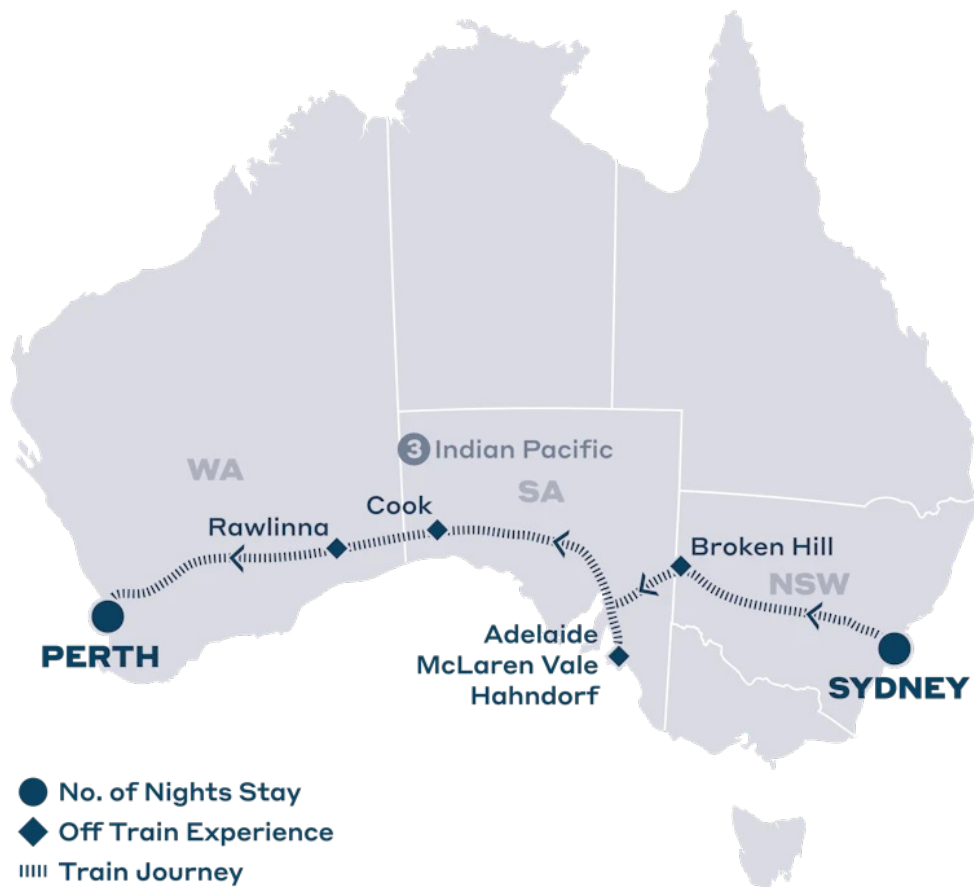 3 Indian Pacific
WA
SA
Cook
Rawlinna
Broken Hill
NSW
PERTH
Adelaide
McLaren Vale
Hahndorf
SYDNEY
No. of Nights Stay
Off Train Experience
Train Journey